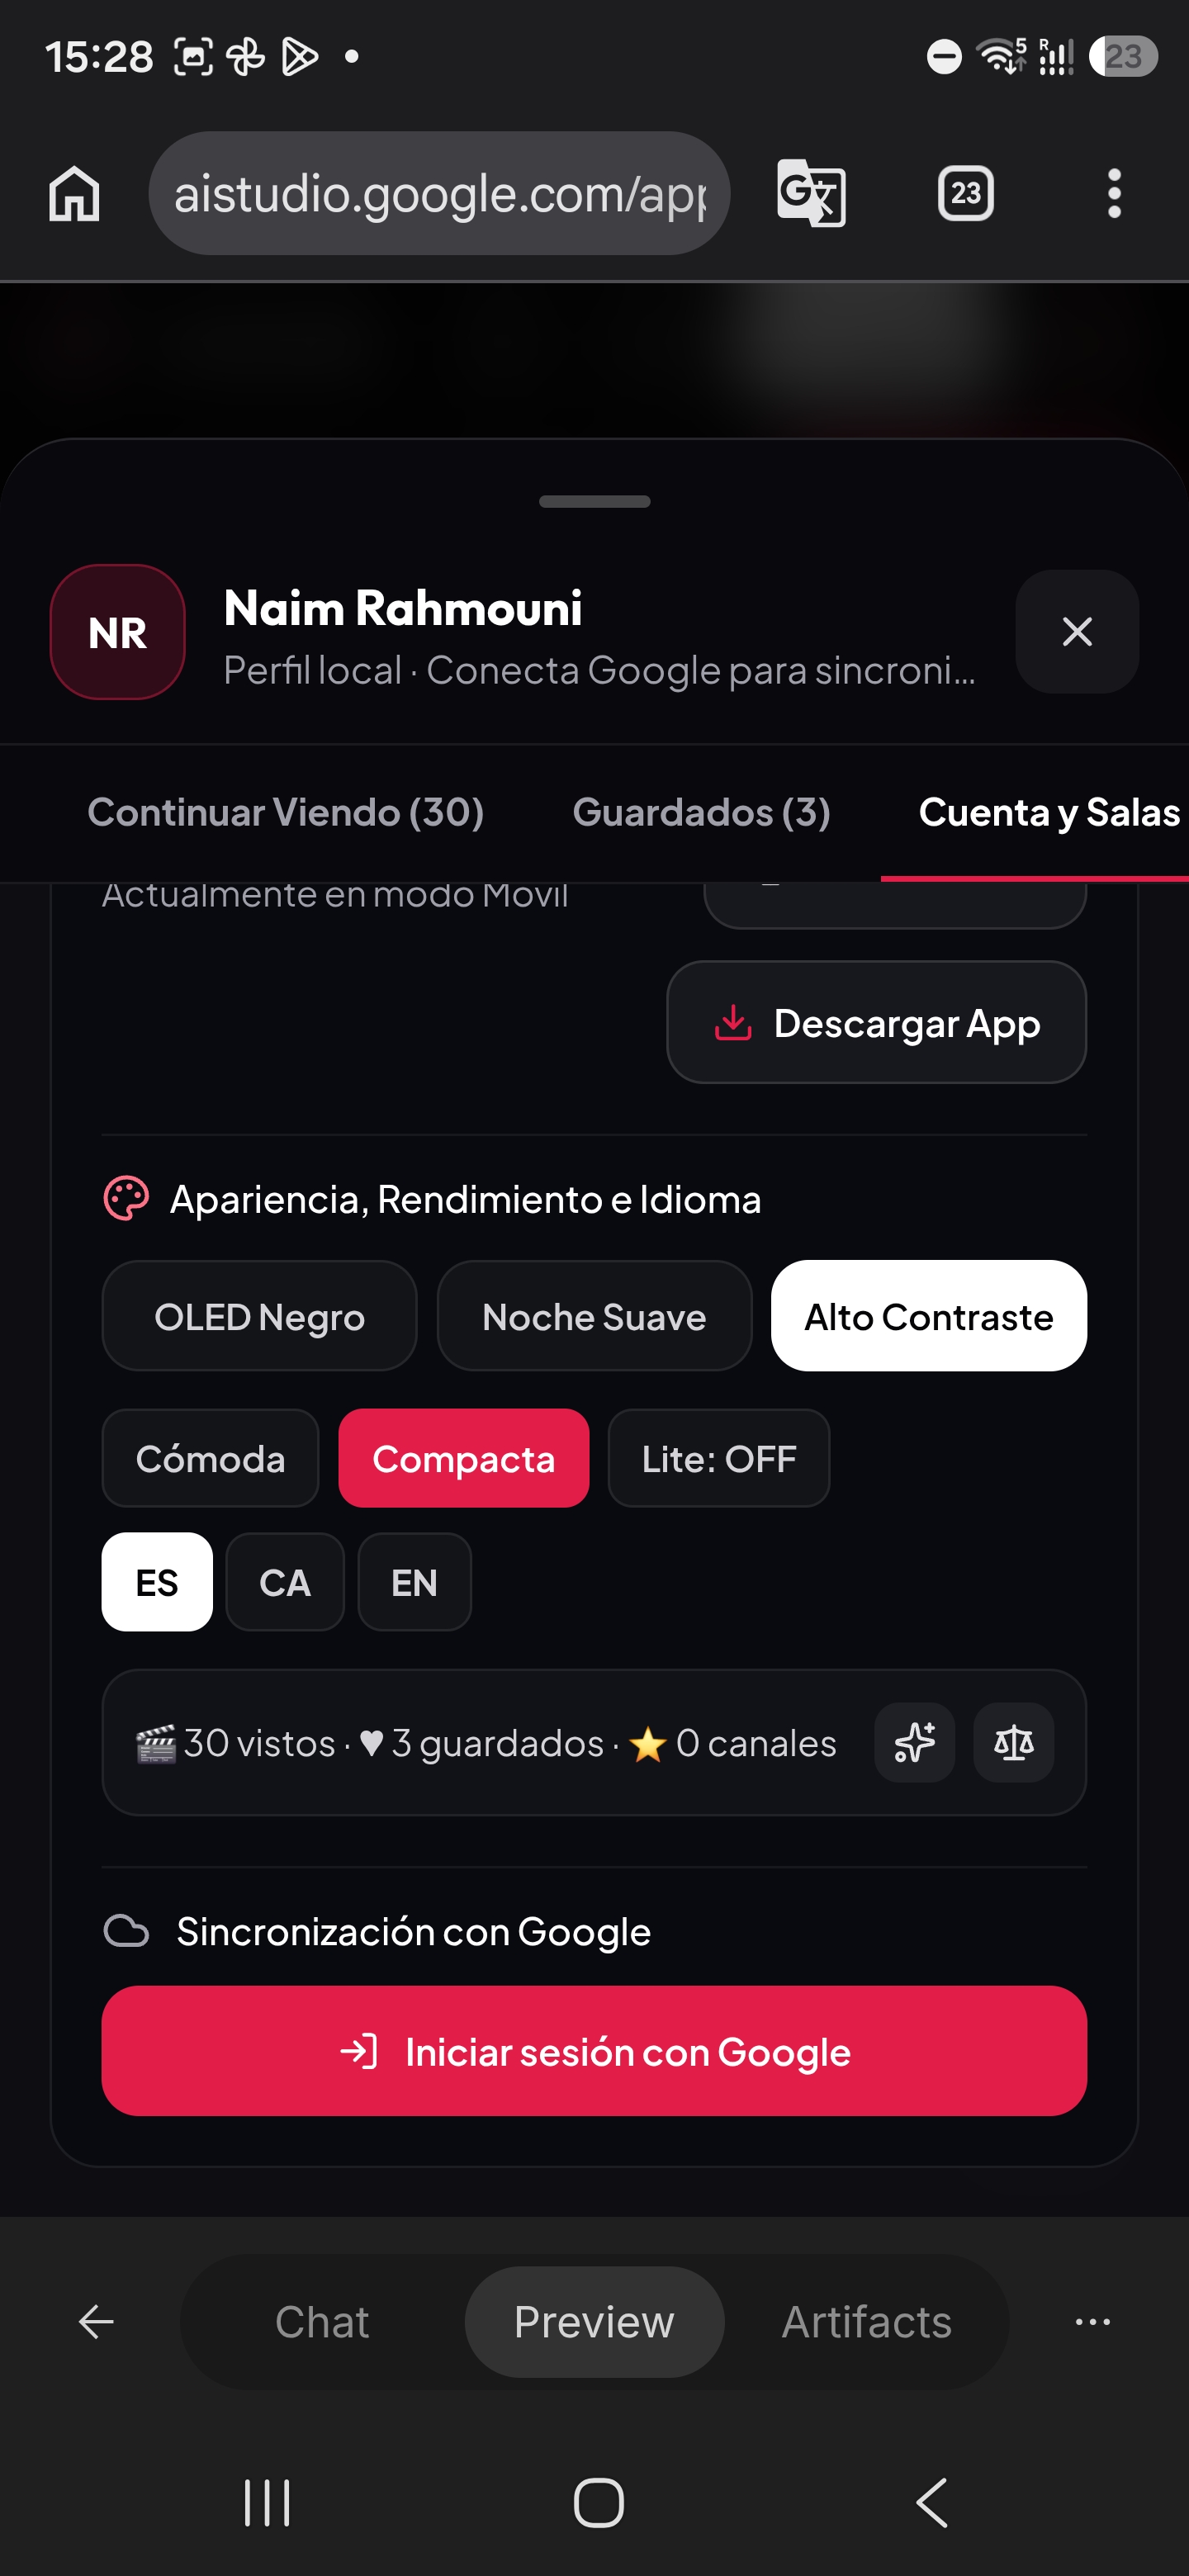 15:28
5
R
23
aistudio.google.com/app
23
NR
Naim Rahmouni
Perfil local · Conecta Google para sincroni...
Continuar Viendo (30)
Guardados (3)
Cuenta y Salas
Actualmente en modo Móvil
Descargar App
Apariencia, Rendimiento e Idioma
OLED Negro
Noche Suave
Alto Contraste
Cómoda
Compacta
Lite: OFF
ES
CA
EN
🎬 30 vistos · ♥ 3 guardados · ⭐ 0 canales
Sincronización con Google
Iniciar sesión con Google
Chat
Preview
Artifacts